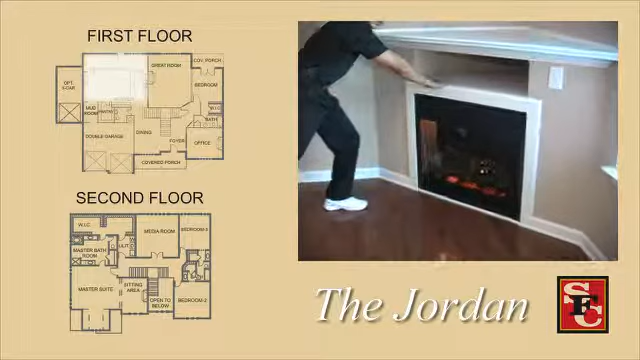 FIRST FLOOR
GREAT ROOM
COV. PORCH
OPT. 3-CAR
BEDROOM
MUD ROOM
PANTRY
W.I.C.
BATH
DOUBLE GARAGE
DINING
FOYER
OFFICE
COVERED PORCH
SECOND FLOOR
W.I.C.
MEDIA ROOM
BEDROOM-3
MASTER BATH ROOM
UTILITY
MASTER SUITE
SITTING AREA
OPEN TO BELOW
BEDROOM-2
The Jordan
SFC